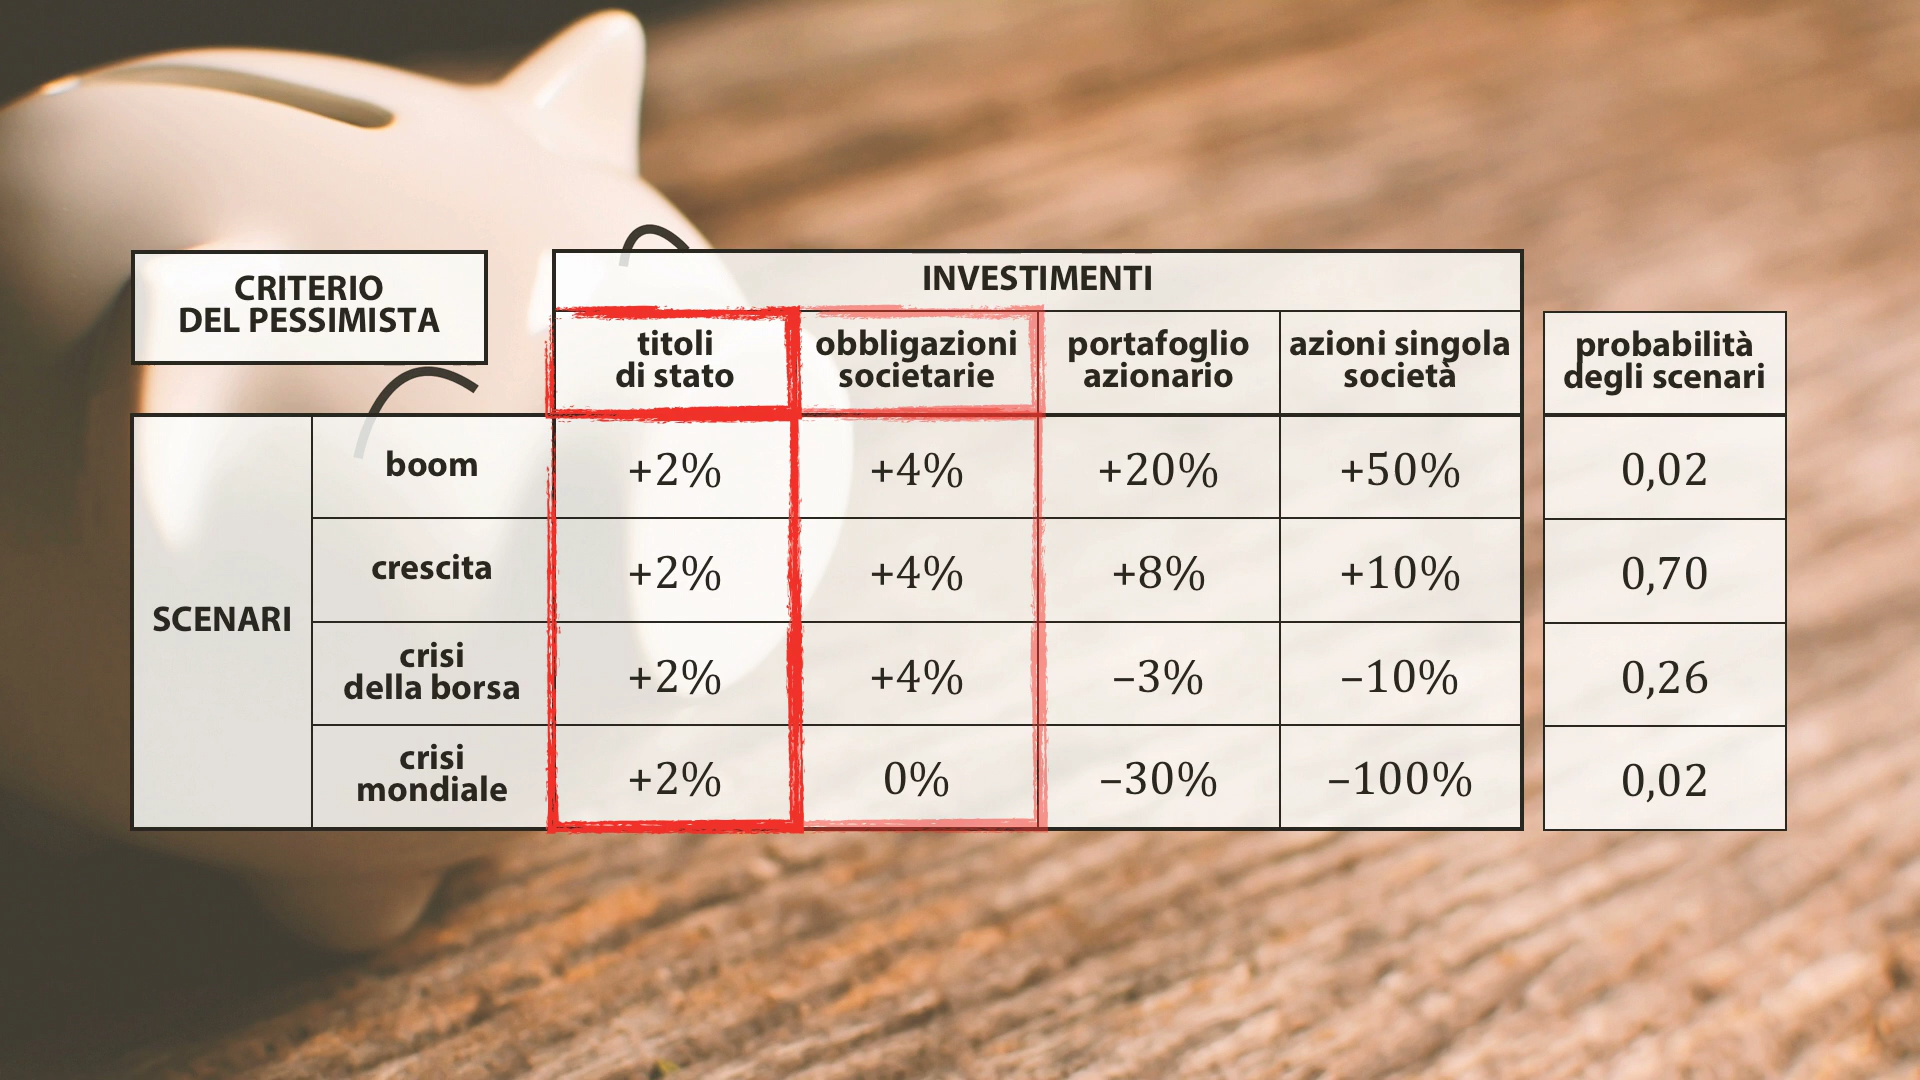 CRITERIO
DEL PESSIMISTA
INVESTIMENTI
titoli
di stato
obbligazioni
societarie
portafoglio
azionario
azioni singola
società
probabilità
degli scenari
SCENARI
boom
+2%
+4%
+20%
+50%
0,02
crescita
+2%
+4%
+8%
+10%
0,70
crisi
della borsa
+2%
+4%
–3%
–10%
0,26
crisi
mondiale
+2%
0%
–30%
–100%
0,02